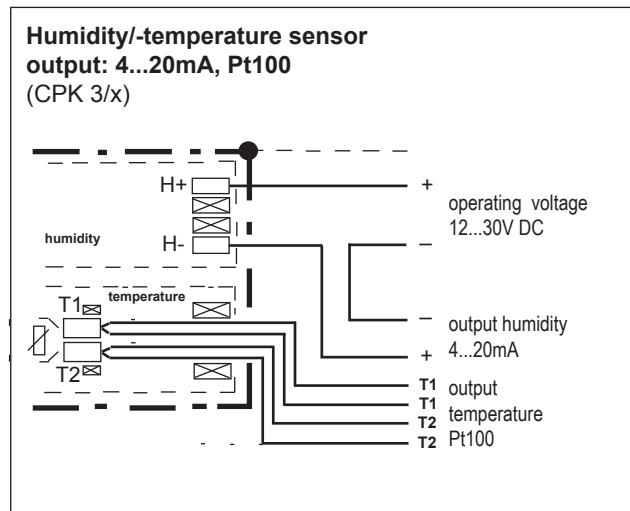 Humidity/-temperature sensor
output: 4...20mA, Pt100
(CPK 3/x)
H+
+
operating voltage
12...30V DC
humidity
H-
–
temperature
T1
–
output humidity
+
4...20mA
T2
T1
output
T1
temperature
T2
Pt100
T2